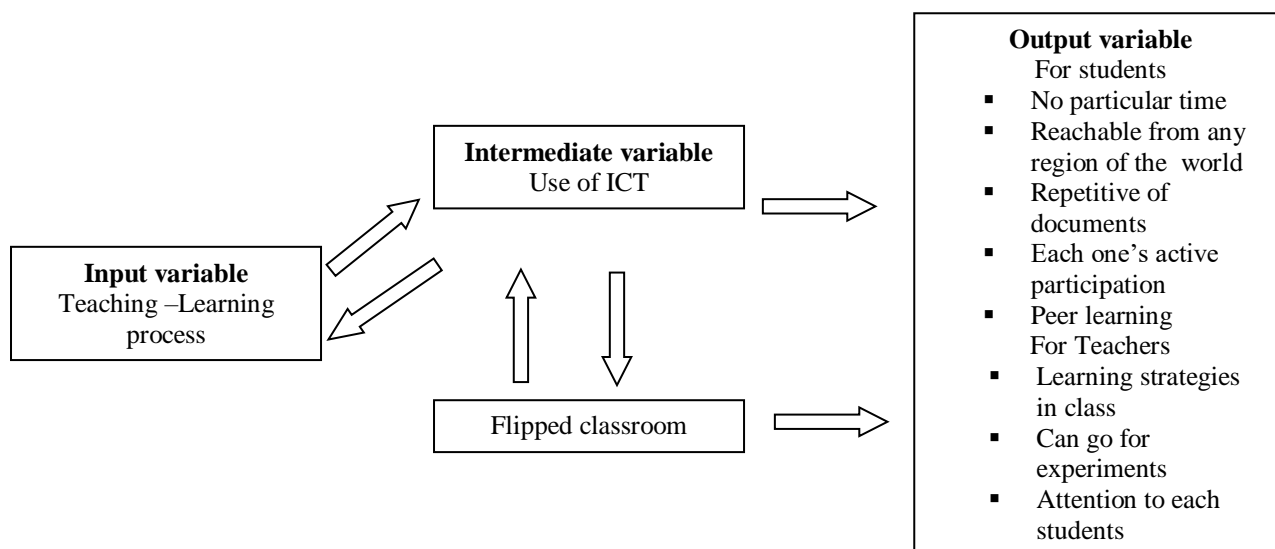 Input variable
Teaching –Learning
process
Intermediate variable
Use of ICT
Flipped classroom
Output variable
For students
▪ No particular time
▪ Reachable from any
region of the world
▪ Repetitive of
documents
▪ Each one’s active
participation
▪ Peer learning
For Teachers
▪ Learning strategies
in class
▪ Can go for
experiments
▪ Attention to each
students